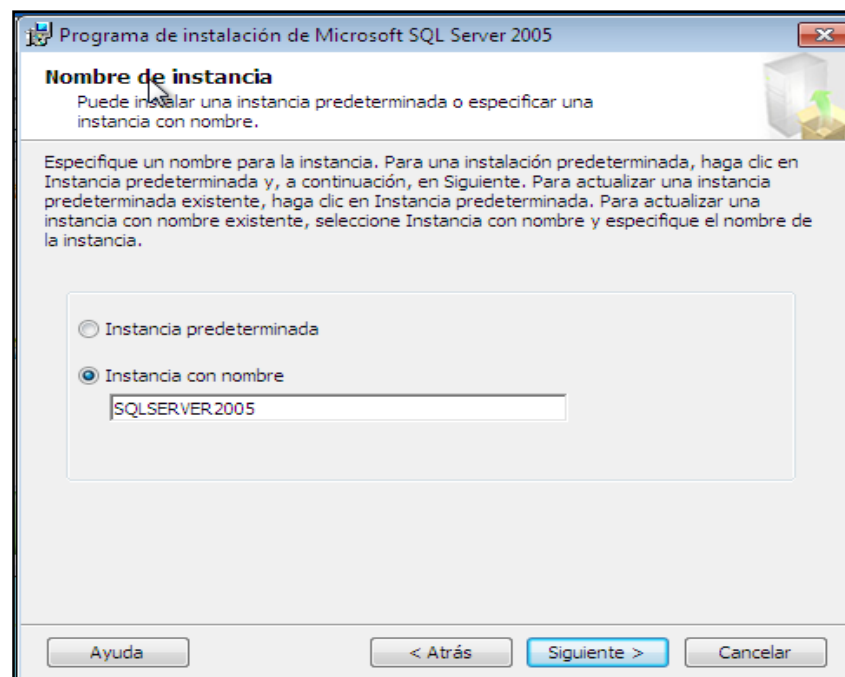 Programa de instalación de Microsoft SQL Server 2005
Nombre de instancia
Puede instalar una instancia predeterminada o especificar una
instancia con nombre.
Especifique un nombre para la instancia. Para una instalación predeterminada, haga clic en
Instancia predeterminada y, a continuación, en Siguiente. Para actualizar una instancia
predeterminada existente, haga clic en Instancia predeterminada. Para actualizar una
instancia con nombre existente, seleccione Instancia con nombre y especifique el nombre de
la instancia.
Instancia predeterminada
Instancia con nombre
SQLSERVER2005
Ayuda < Atrás Siguiente > Cancelar